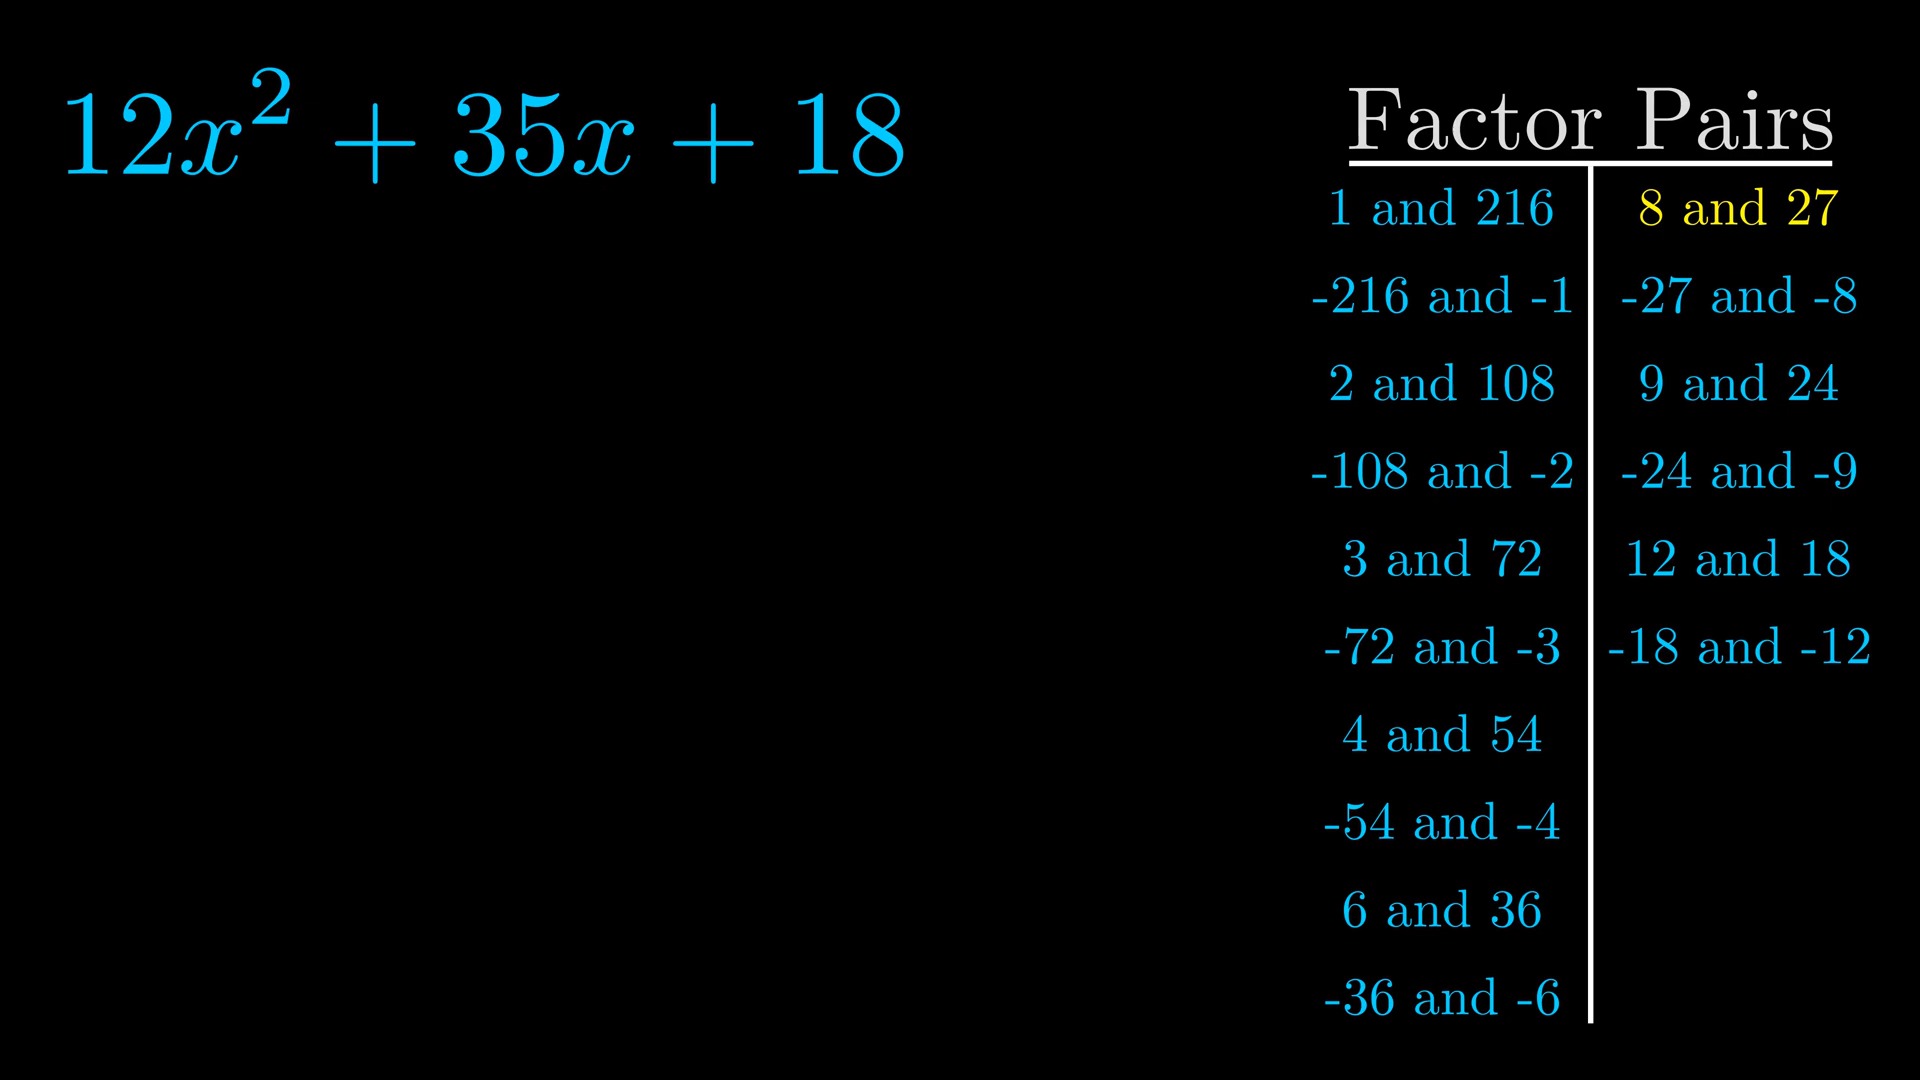 12x² + 35x + 18
Factor Pairs
1 and 216
-216 and -1
2 and 108
-108 and -2
3 and 72
-72 and -3
4 and 54
-54 and -4
6 and 36
-36 and -6
8 and 27
-27 and -8
9 and 24
-24 and -9
12 and 18
-18 and -12